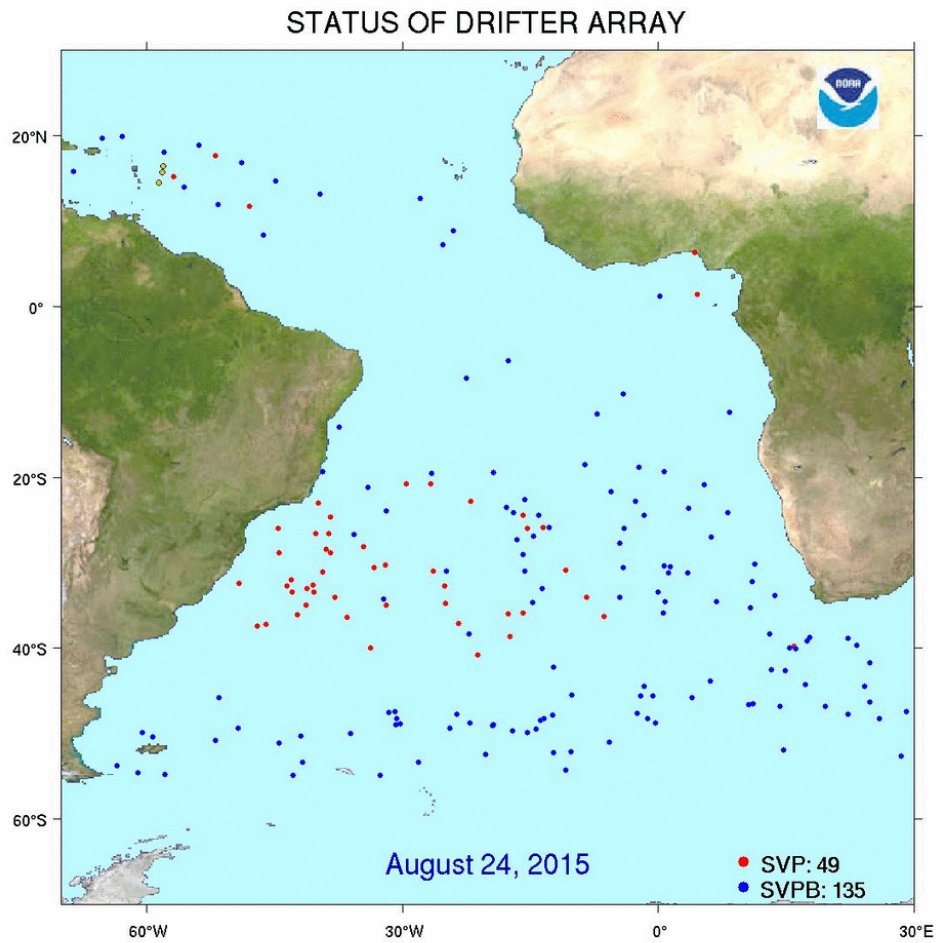 STATUS OF DRIFTER ARRAY
NOAA
20°N
0°
20°S
40°S
60°S
August 24, 2015
SVP: 49
SVPB: 135
60°W
30°W
0°
30°E